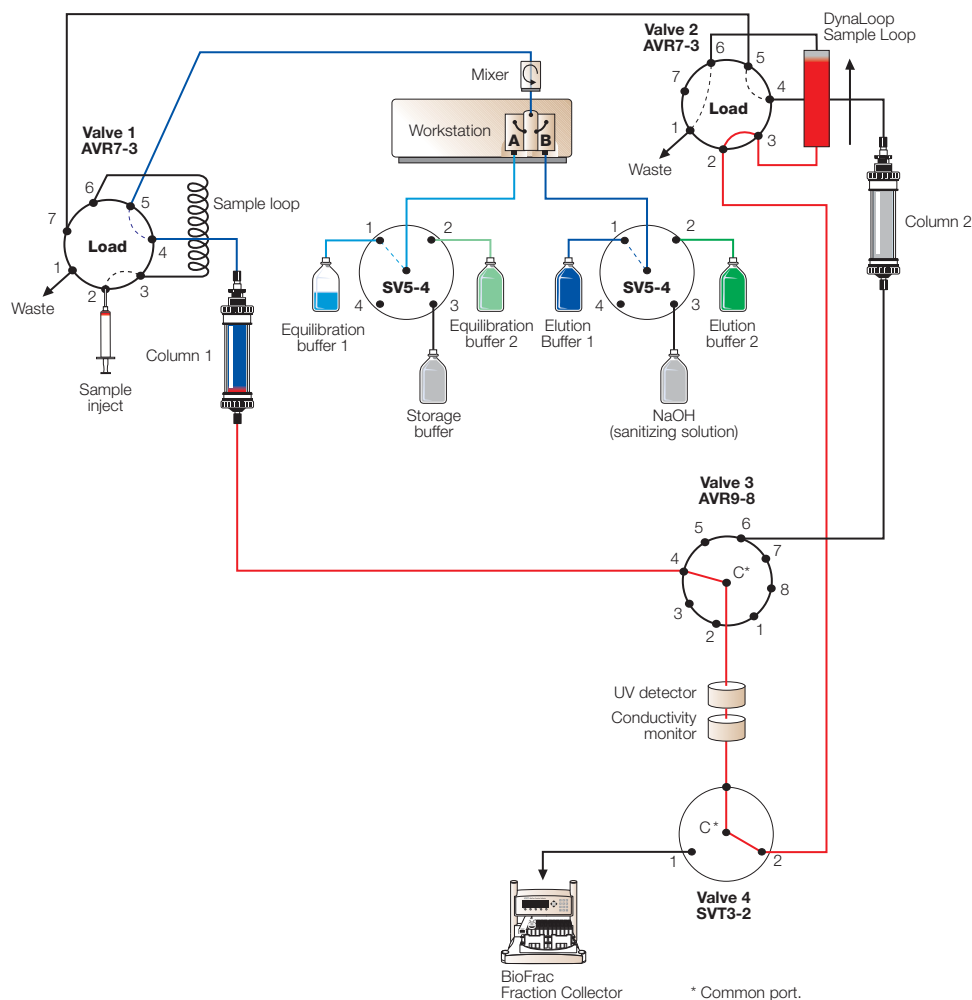 DynaLoop
Sample Loop
Valve 2
AVR7-3
6
5
7
4
Load
1
3
2
Waste
Column 2
Mixer
Workstation
A
B
Valve 1
AVR7-3
6
5
Sample loop
7
4
Load
1
3
2
Waste
Column 1
Sample
inject
1
2
SV5-4
4
3
Equilibration
buffer 1
Equilibration
buffer 2
Storage
buffer
1
2
SV5-4
4
3
Elution
Buffer 1
Elution
buffer 2
NaOH
(sanitizing solution)
Valve 3
AVR9-8
5
6
4
7
C*
8
3
2
1
UV detector
Conductivity
monitor
C *
1
2
Valve 4
SVT3-2
BioFrac
Fraction Collector
* Common port.